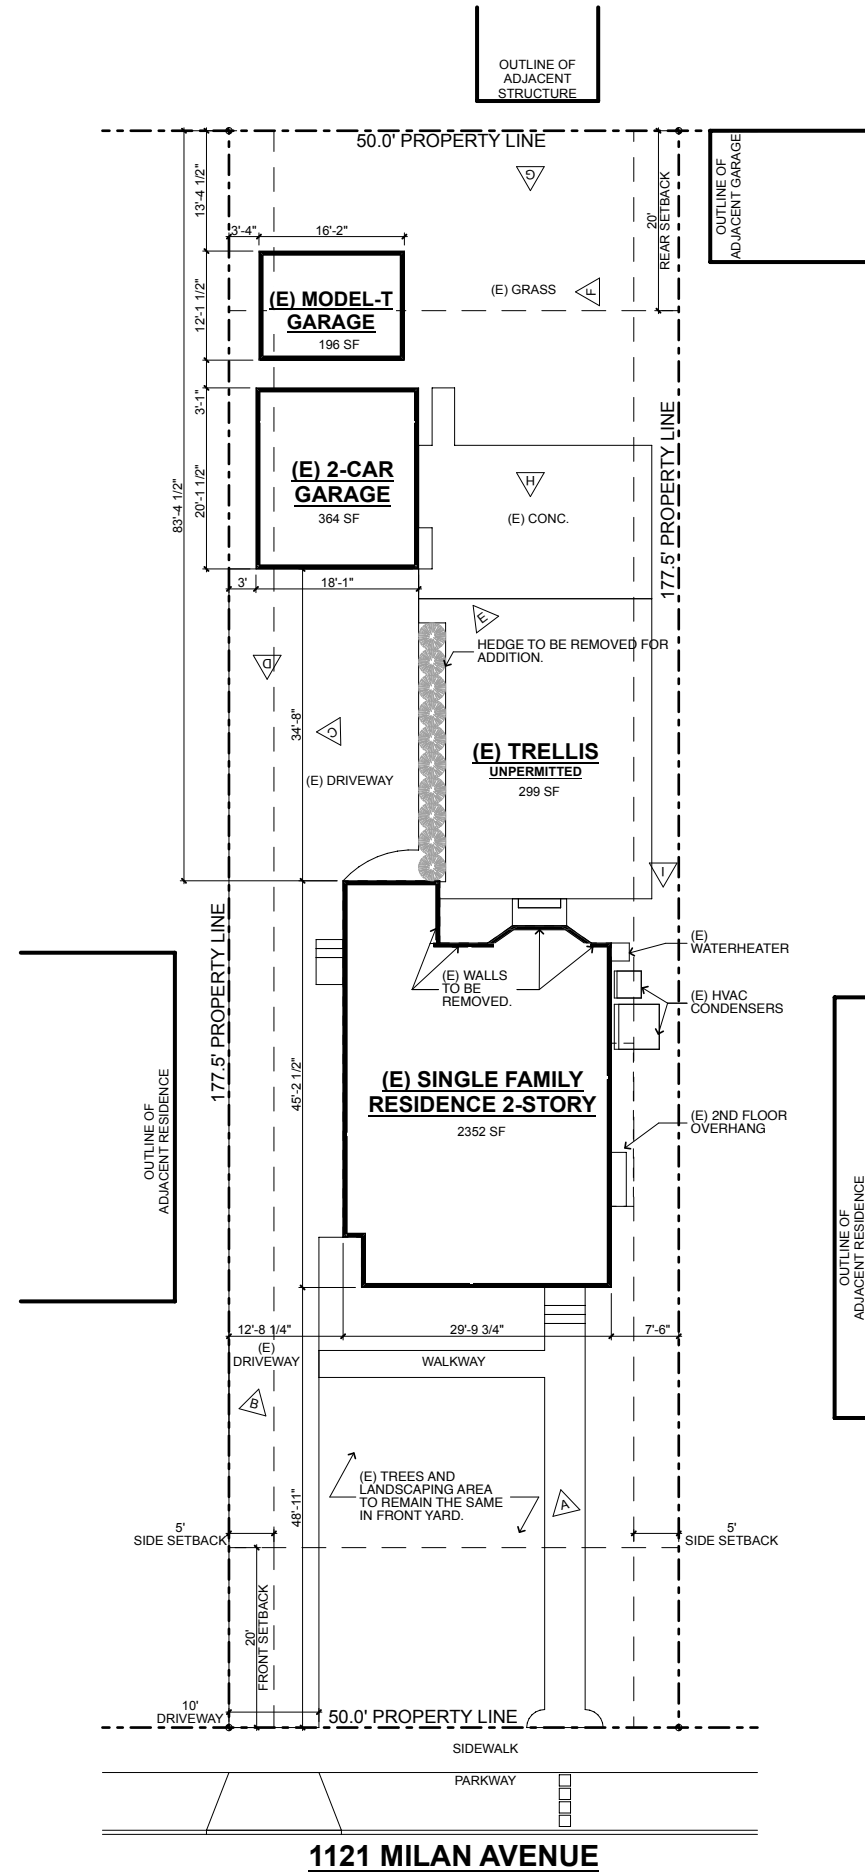 OUTLINE OF
ADJACENT
STRUCTURE
50.0' PROPERTY LINE
OUTLINE OF
ADJACENT GARAGE
G
13'-4 1/2"
20'
REAR SETBACK
3'-4"
16'-2"
(E) GRASS
F
(E) MODEL-T
GARAGE
196 SF
12'-1 1/2"
3'-1"
177.5' PROPERTY LINE
(E) 2-CAR
GARAGE
364 SF
H
(E) CONC.
20'-1 1/2"
83'-4 1/2"
3'
18'-1"
E
HEDGE TO BE REMOVED FOR
ADDITION.
D
C
34'-8"
(E) TRELLIS
UNPERMITTED
299 SF
(E) DRIVEWAY
I
177.5' PROPERTY LINE
(E)
WATERHEATER
(E) WALLS
TO BE
REMOVED.
(E) HVAC
CONDENSERS
45'-2 1/2"
(E) SINGLE FAMILY
RESIDENCE 2-STORY
2352 SF
(E) 2ND FLOOR
OVERHANG
OUTLINE OF
ADJACENT RESIDENCE
OUTLINE OF
ADJACENT RESIDENCE
12'-8 1/4"
29'-9 3/4"
7'-6"
(E)
DRIVEWAY
WALKWAY
B
(E) TREES AND
LANDSCAPING AREA
TO REMAIN THE SAME
IN FRONT YARD.
A
48'-11"
5'
SIDE SETBACK
5'
SIDE SETBACK
20'
FRONT SETBACK
10'
DRIVEWAY
50.0' PROPERTY LINE
SIDEWALK
PARKWAY
1121 MILAN AVENUE